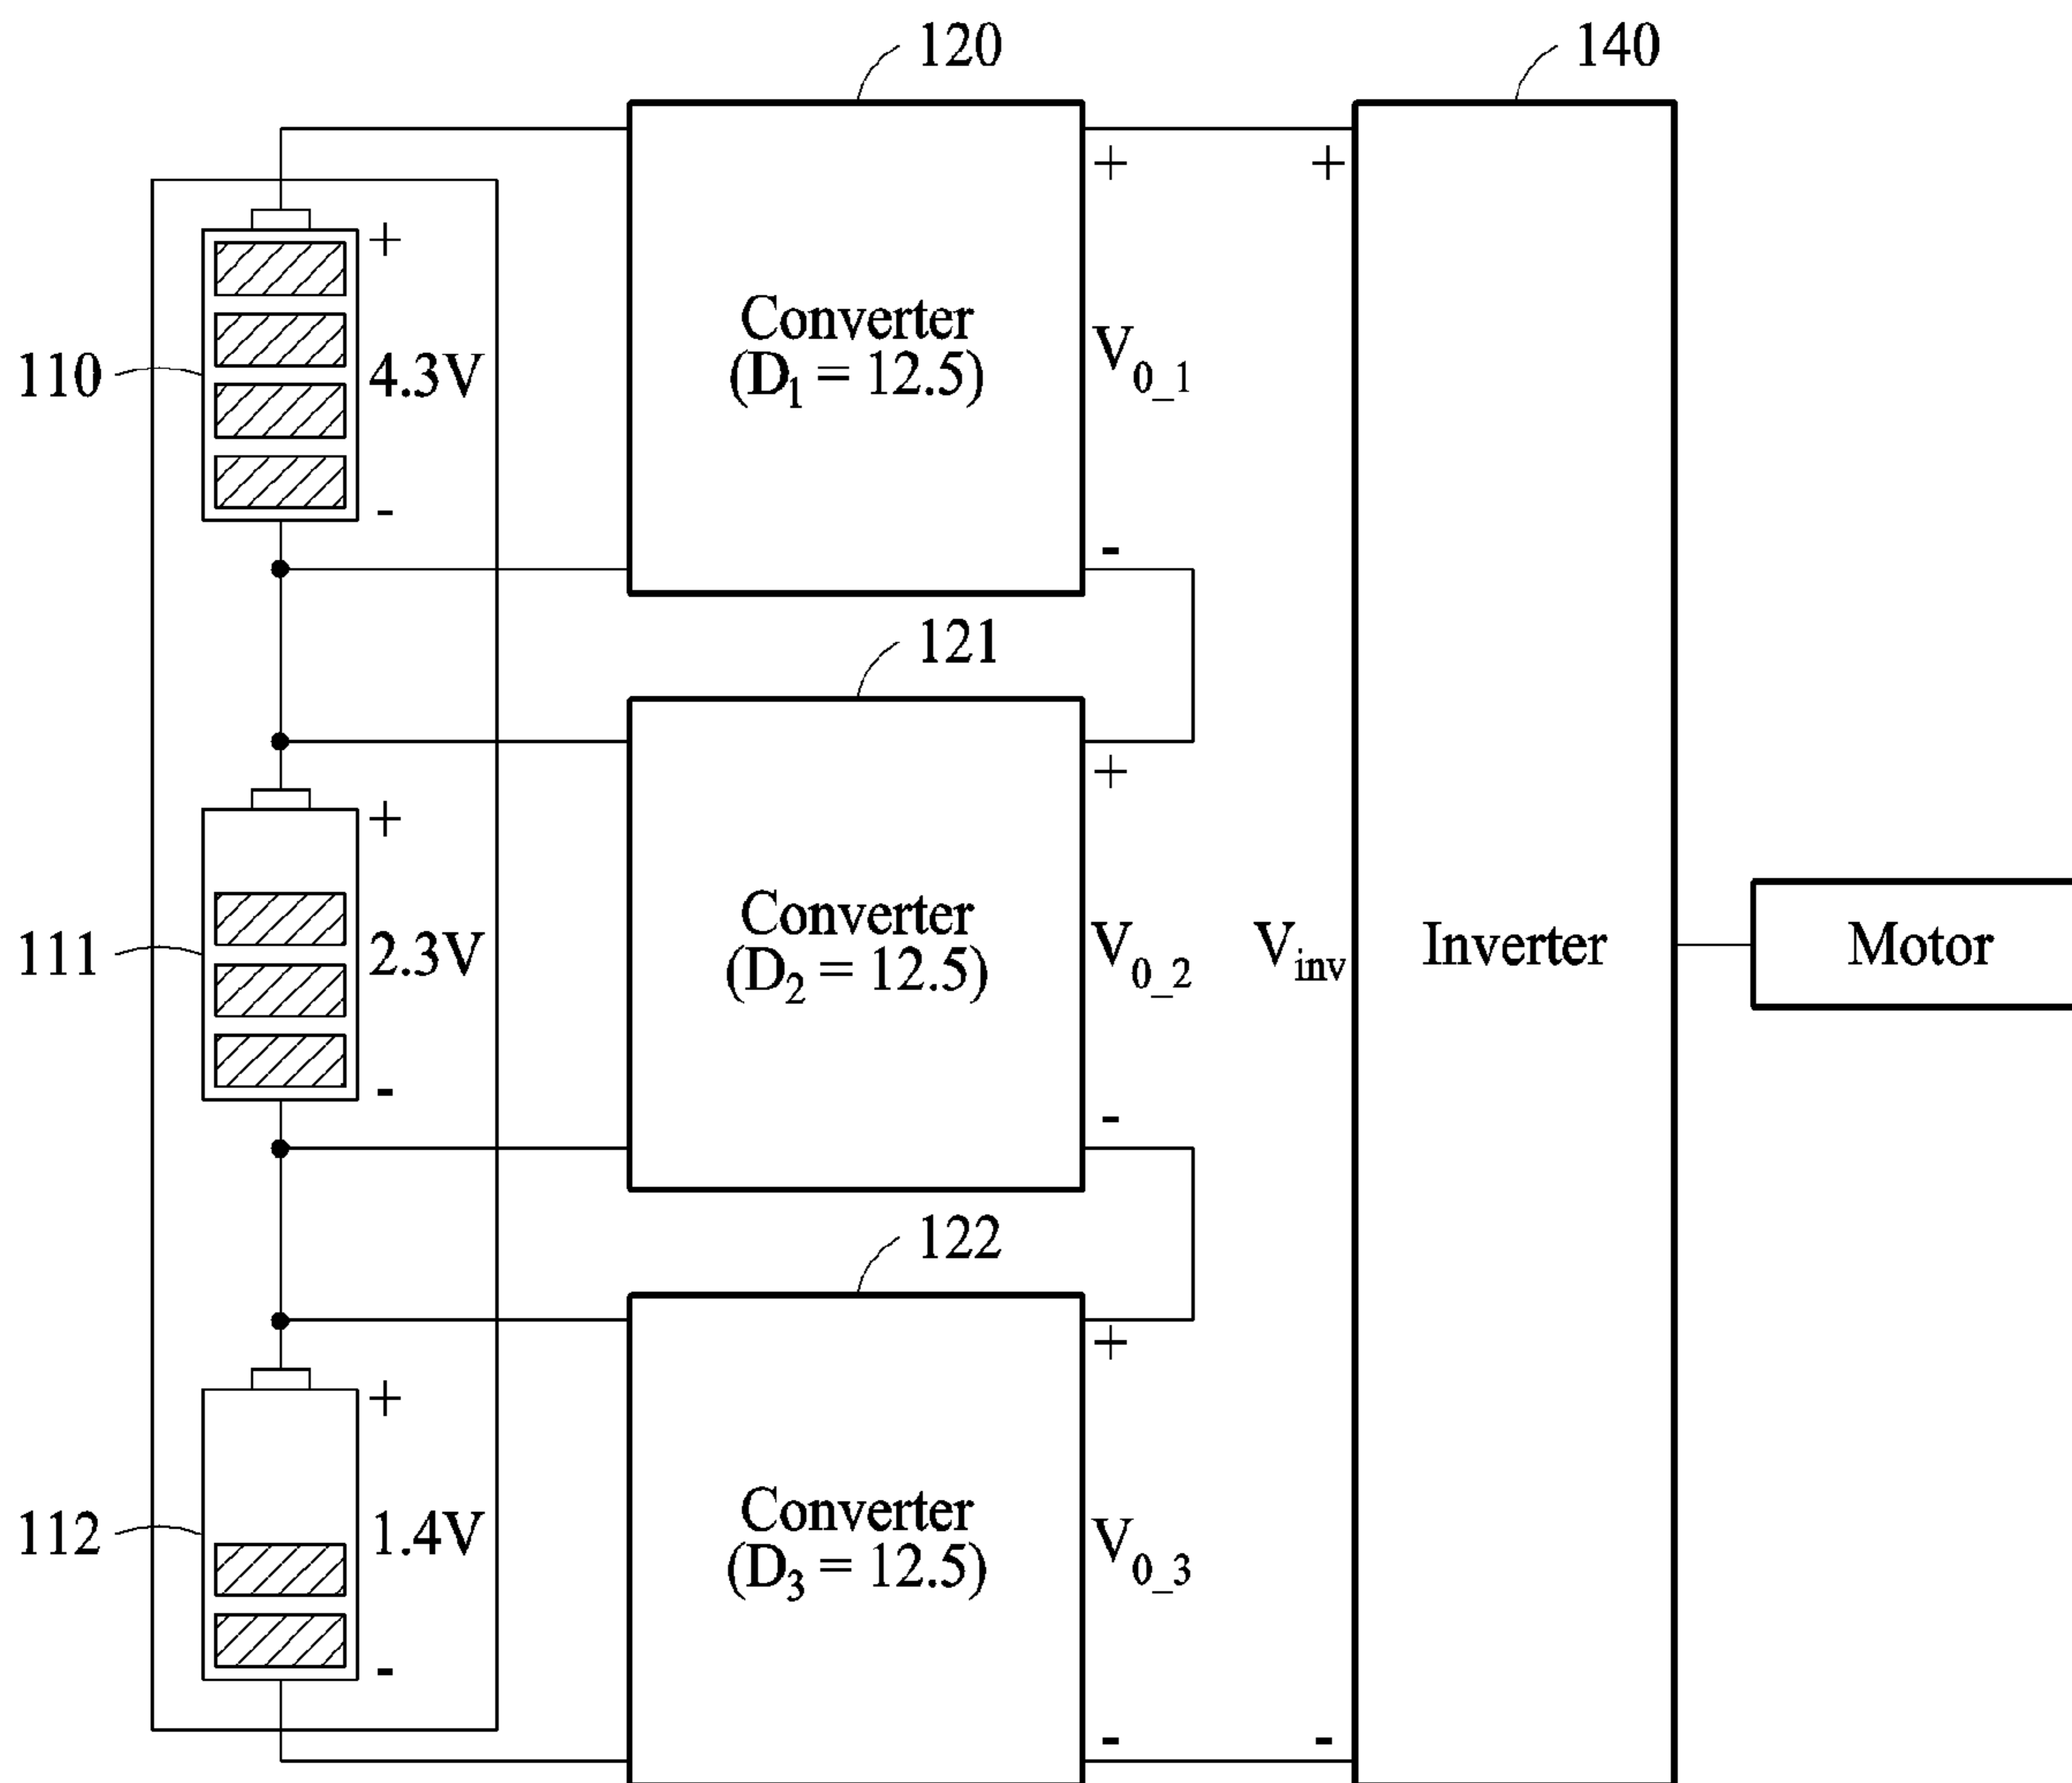 120
140
+
+
+
110
4.3V
Converter
(D1 = 12.5)
V0_1
-
-
121
+
+
111
2.3V
Converter
(D2 = 12.5)
V0_2
Vinv
Inverter
Motor
-
-
122
+
+
112
1.4V
Converter
(D3 = 12.5)
V0_3
-
-
-